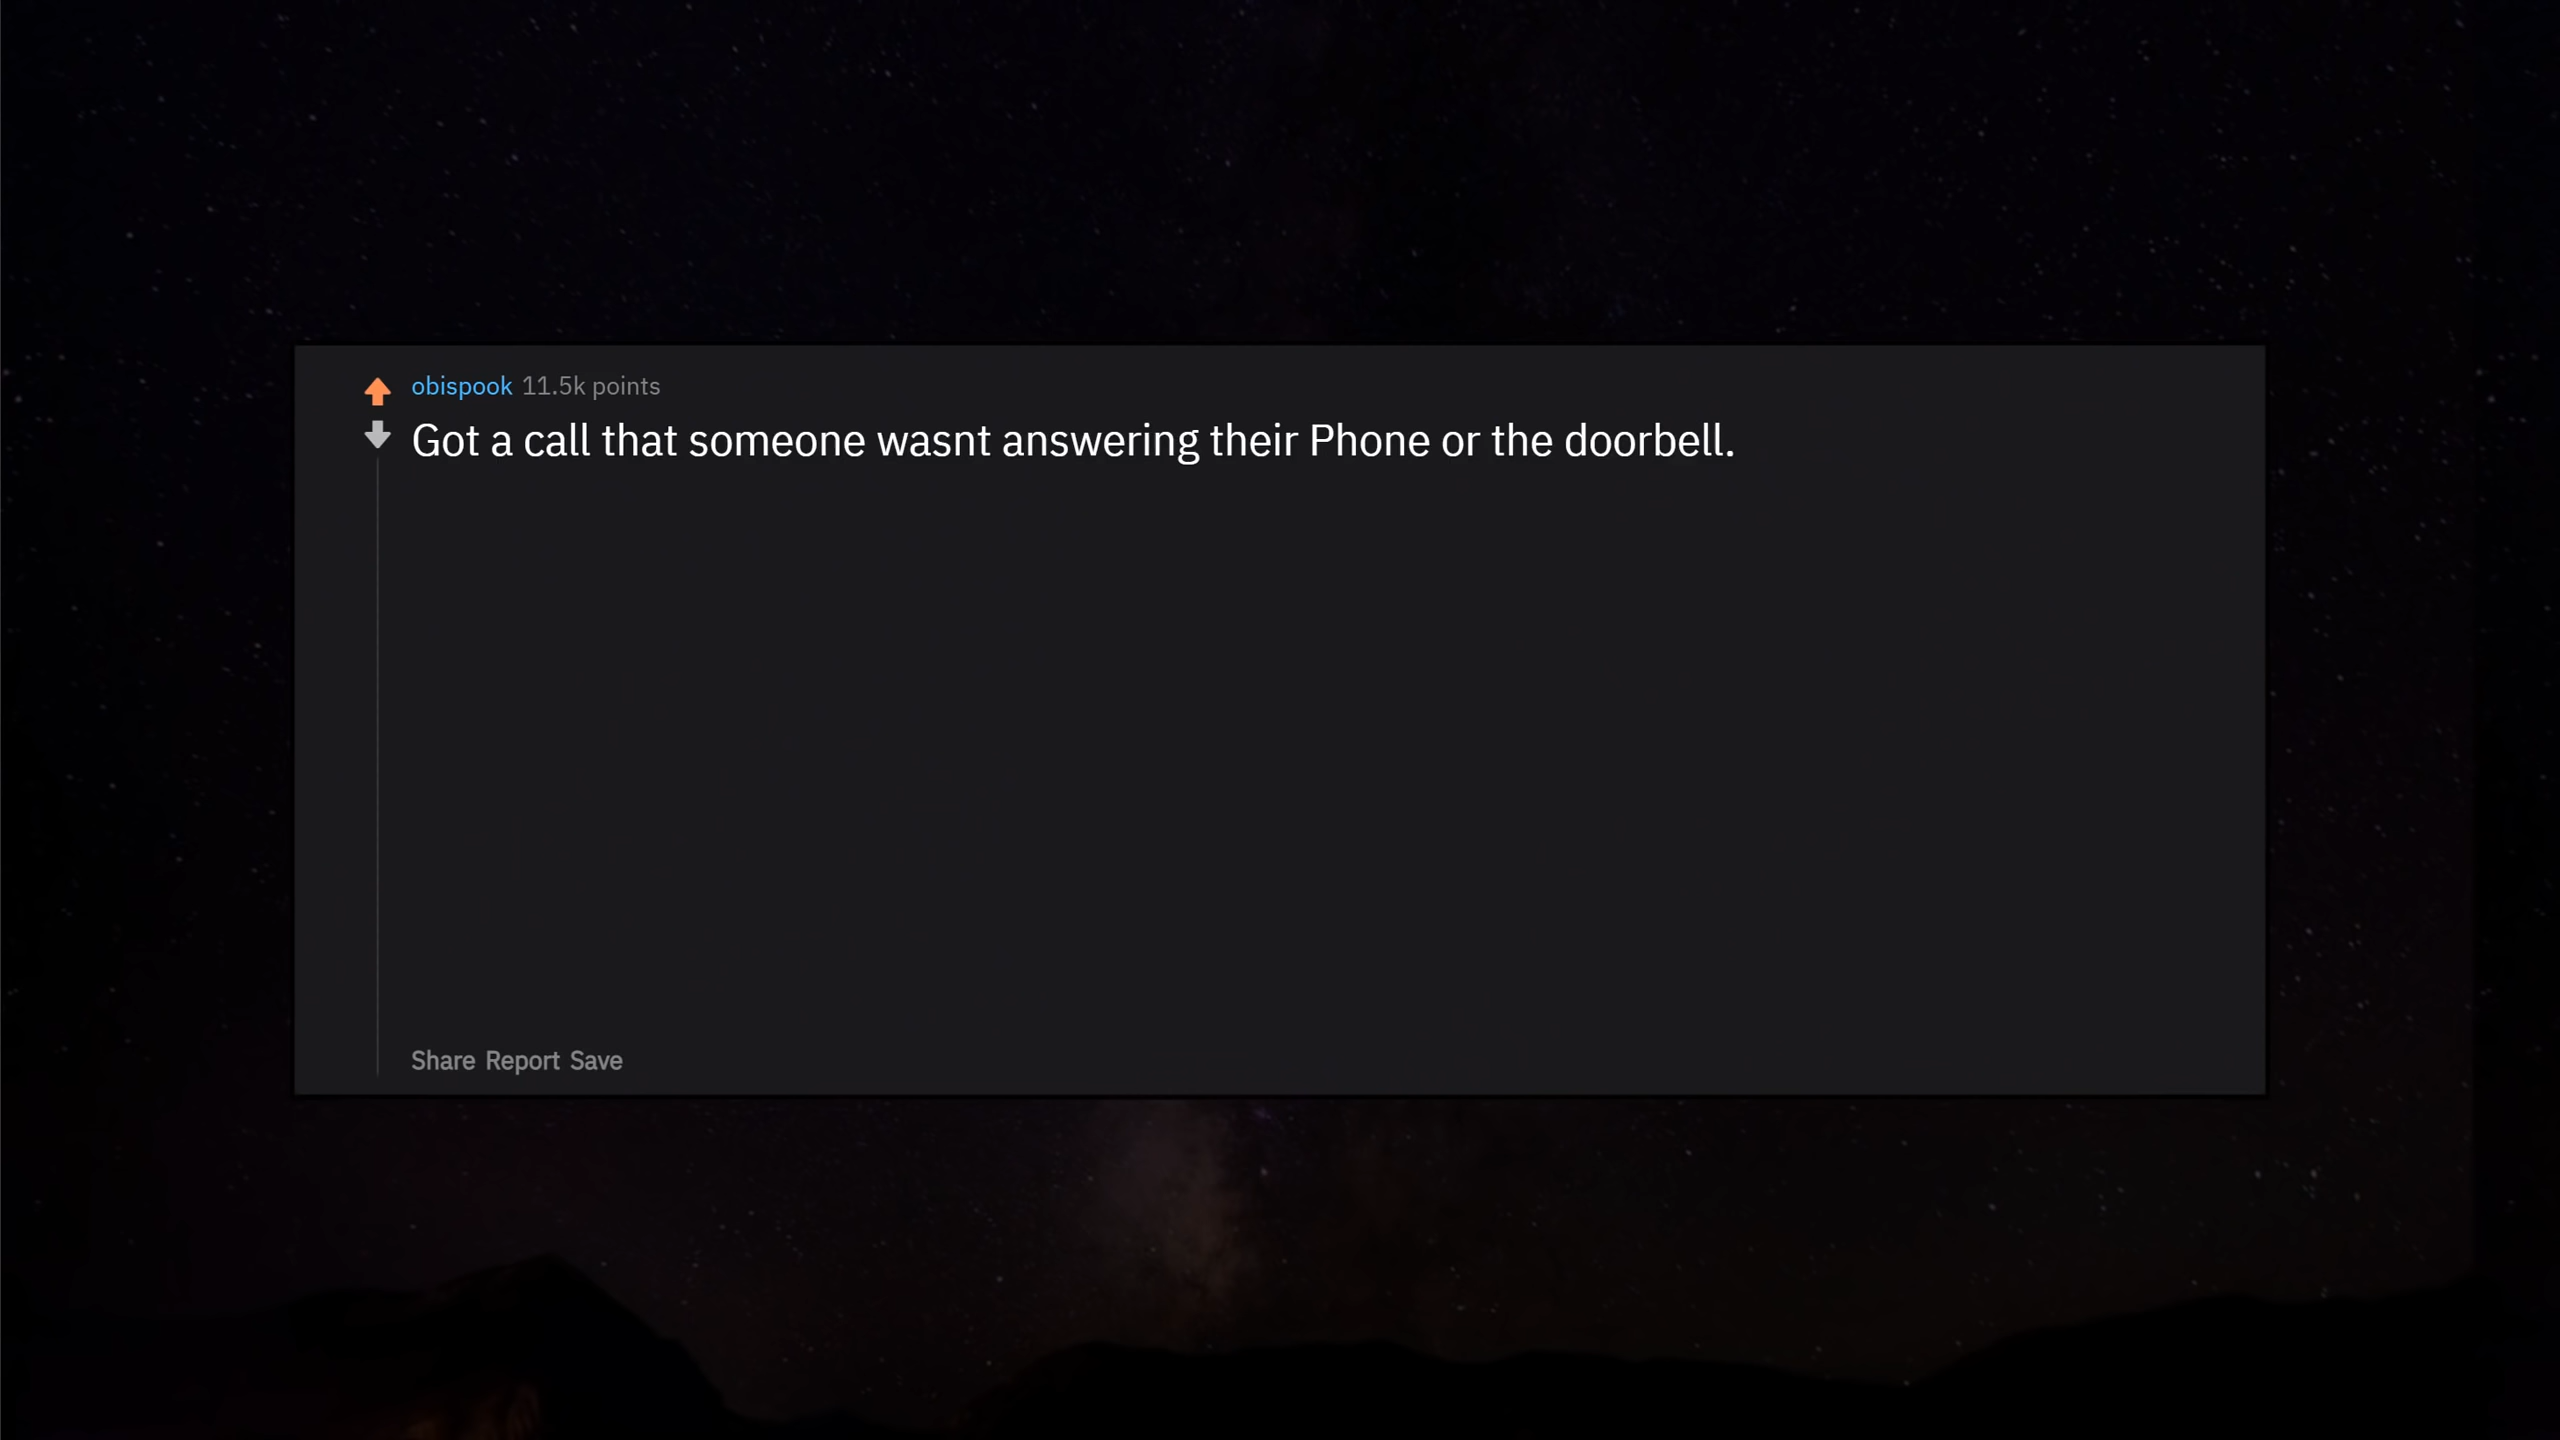 obispook 11.5k points
Got a call that someone wasnt answering their Phone or the doorbell.
Share Report Save